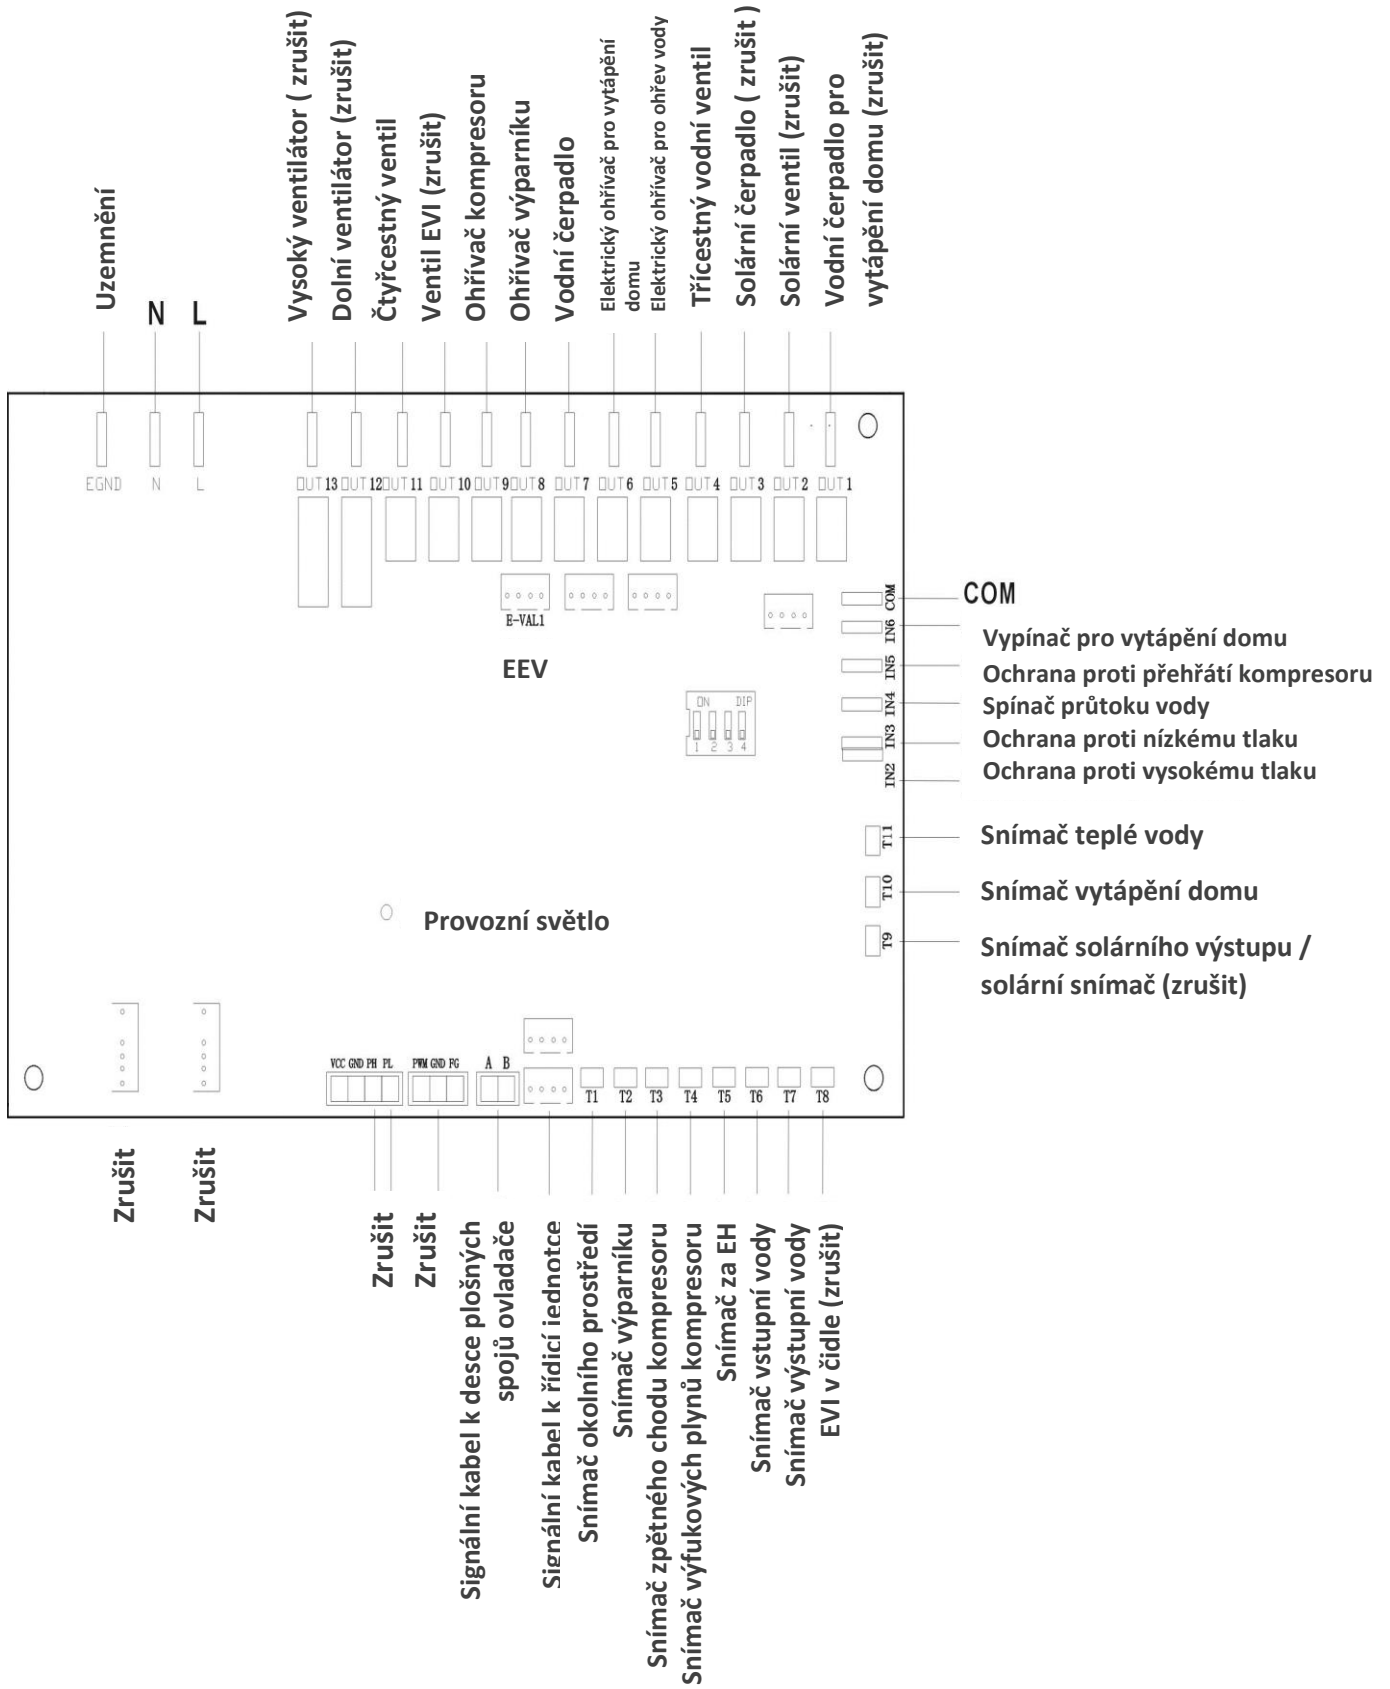 Uzemnění
N
L
Vysoký ventilátor ( zrušit)
Dolní ventilátor (zrušit)
Čtyřcestný ventil
Ventil EVI (zrušit)
Ohřívač kompresoru
Ohřívač výparníku
Vodní čerpadlo
Elektrický ohřívač pro vytápění
domu
Elektrický ohřívač pro ohřev vody
Třícestný vodní ventil
Solární čerpadlo ( zrušit )
Solární ventil (zrušit)
Vodní čerpadlo pro
vytápění domu (zrušit)
EGND
N
L
OUT13
OUT12
OUT11
OUT10
OUT9
OUT8
OUT7
OUT6
OUT5
OUT4
OUT3
OUT2
OUT1
E-VAL1
EEV
ON DIP
1 2 3 4
COM
IN6
IN5
IN4
IN3
IN2
COM
Vypínač pro vytápění domu
Ochrana proti přehřátí kompresoru
Spínač průtoku vody
Ochrana proti nízkému tlaku
Ochrana proti vysokému tlaku
T11
Snímač teplé vody
T10
Snímač vytápění domu
T9
Snímač solárního výstupu /
solární snímač (zrušit)
Provozní světlo
VCC GND PH PL
PWM GND FG
A B
T1
T2
T3
T4
T5
T6
T7
T8
Zrušit
Zrušit
Zrušit
Zrušit
Signální kabel k desce plošných
spojů ovladače
Signální kabel k řídicí jednotce
Snímač okolního prostředí
Snímač výparníku
Snímač zpětného chodu kompresoru
Snímač výfukových plynů kompresoru
Snímač za EH
Snímač vstupní vody
Snímač výstupní vody
EVI v čidle (zrušit)